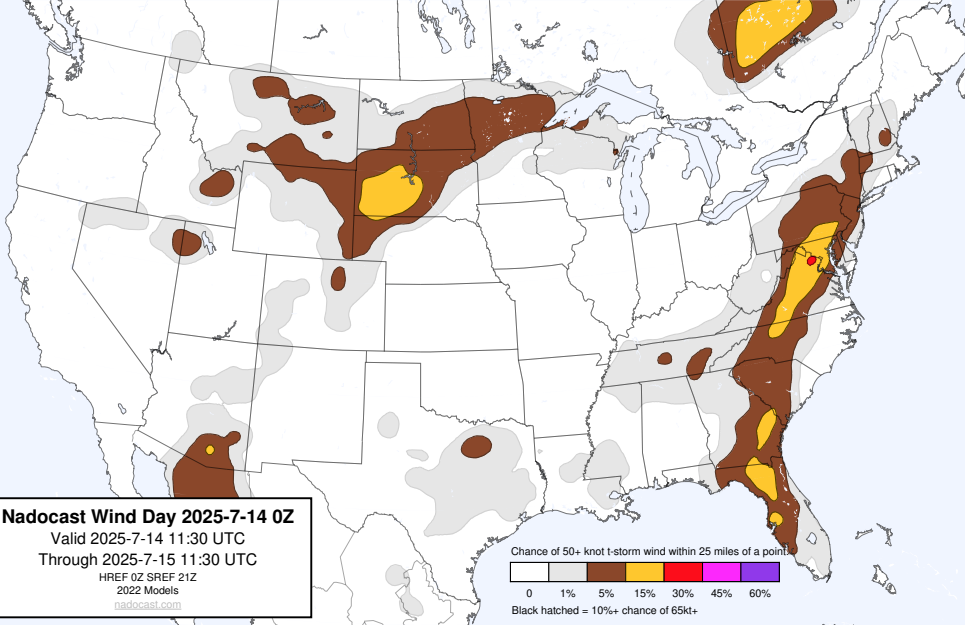 Nadocast Wind Day 2025-7-14 0Z
Valid 2025-7-14 11:30 UTC
Through 2025-7-15 11:30 UTC
HREF 0Z SREF 21Z
2022 Models
nadocast.com
Chance of 50+ knot t-storm wind within 25 miles of a point.
0 1% 5% 15% 30% 45% 60%
Black hatched = 10%+ chance of 65kt+